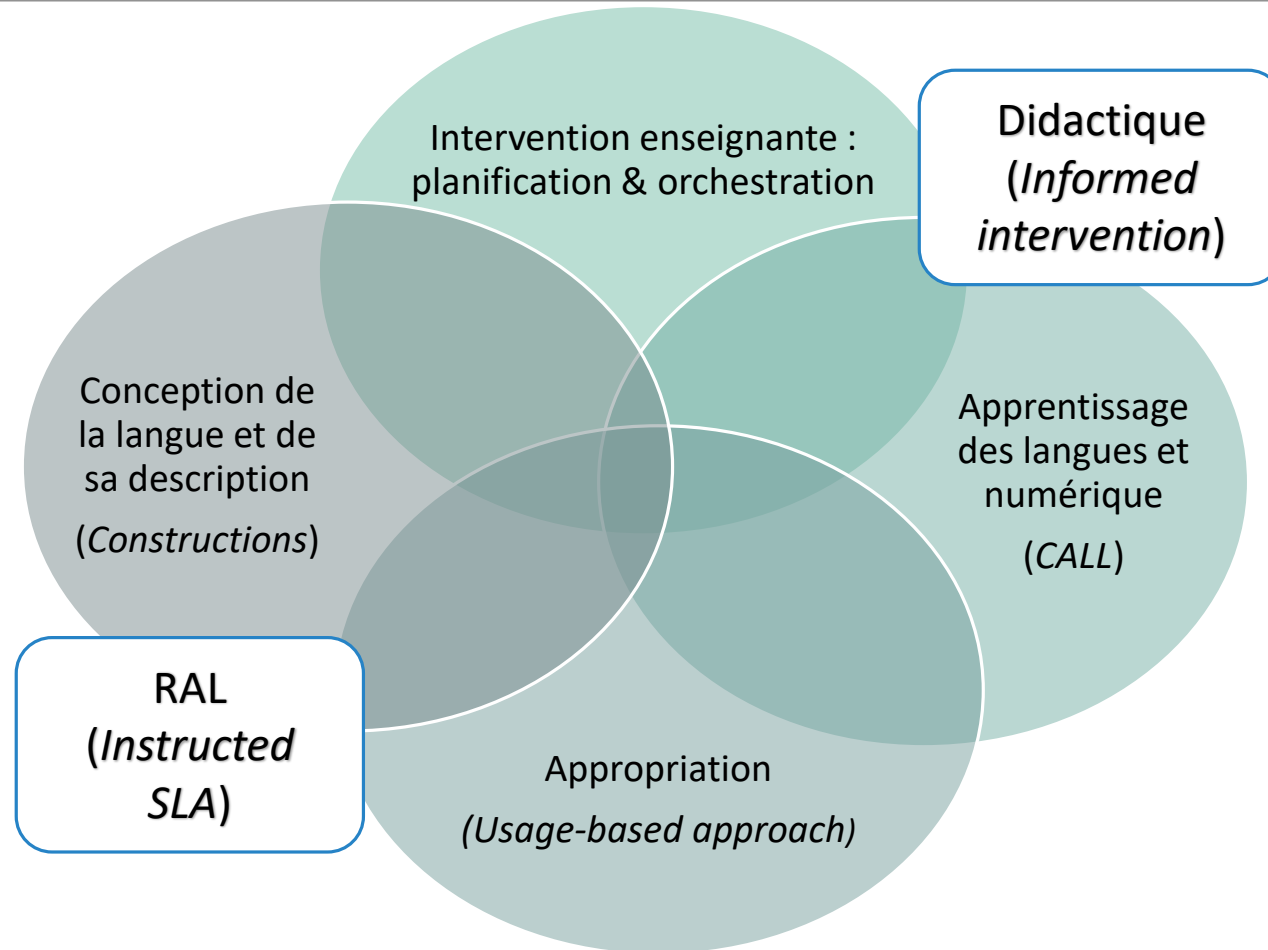 Intervention enseignante :
planification & orchestration
Didactique
(Informed
intervention)
Conception de
la langue et de
sa description
(Constructions)
Apprentissage
des langues et
numérique
(CALL)
RAL
(Instructed
SLA)
Appropriation
(Usage-based approach)